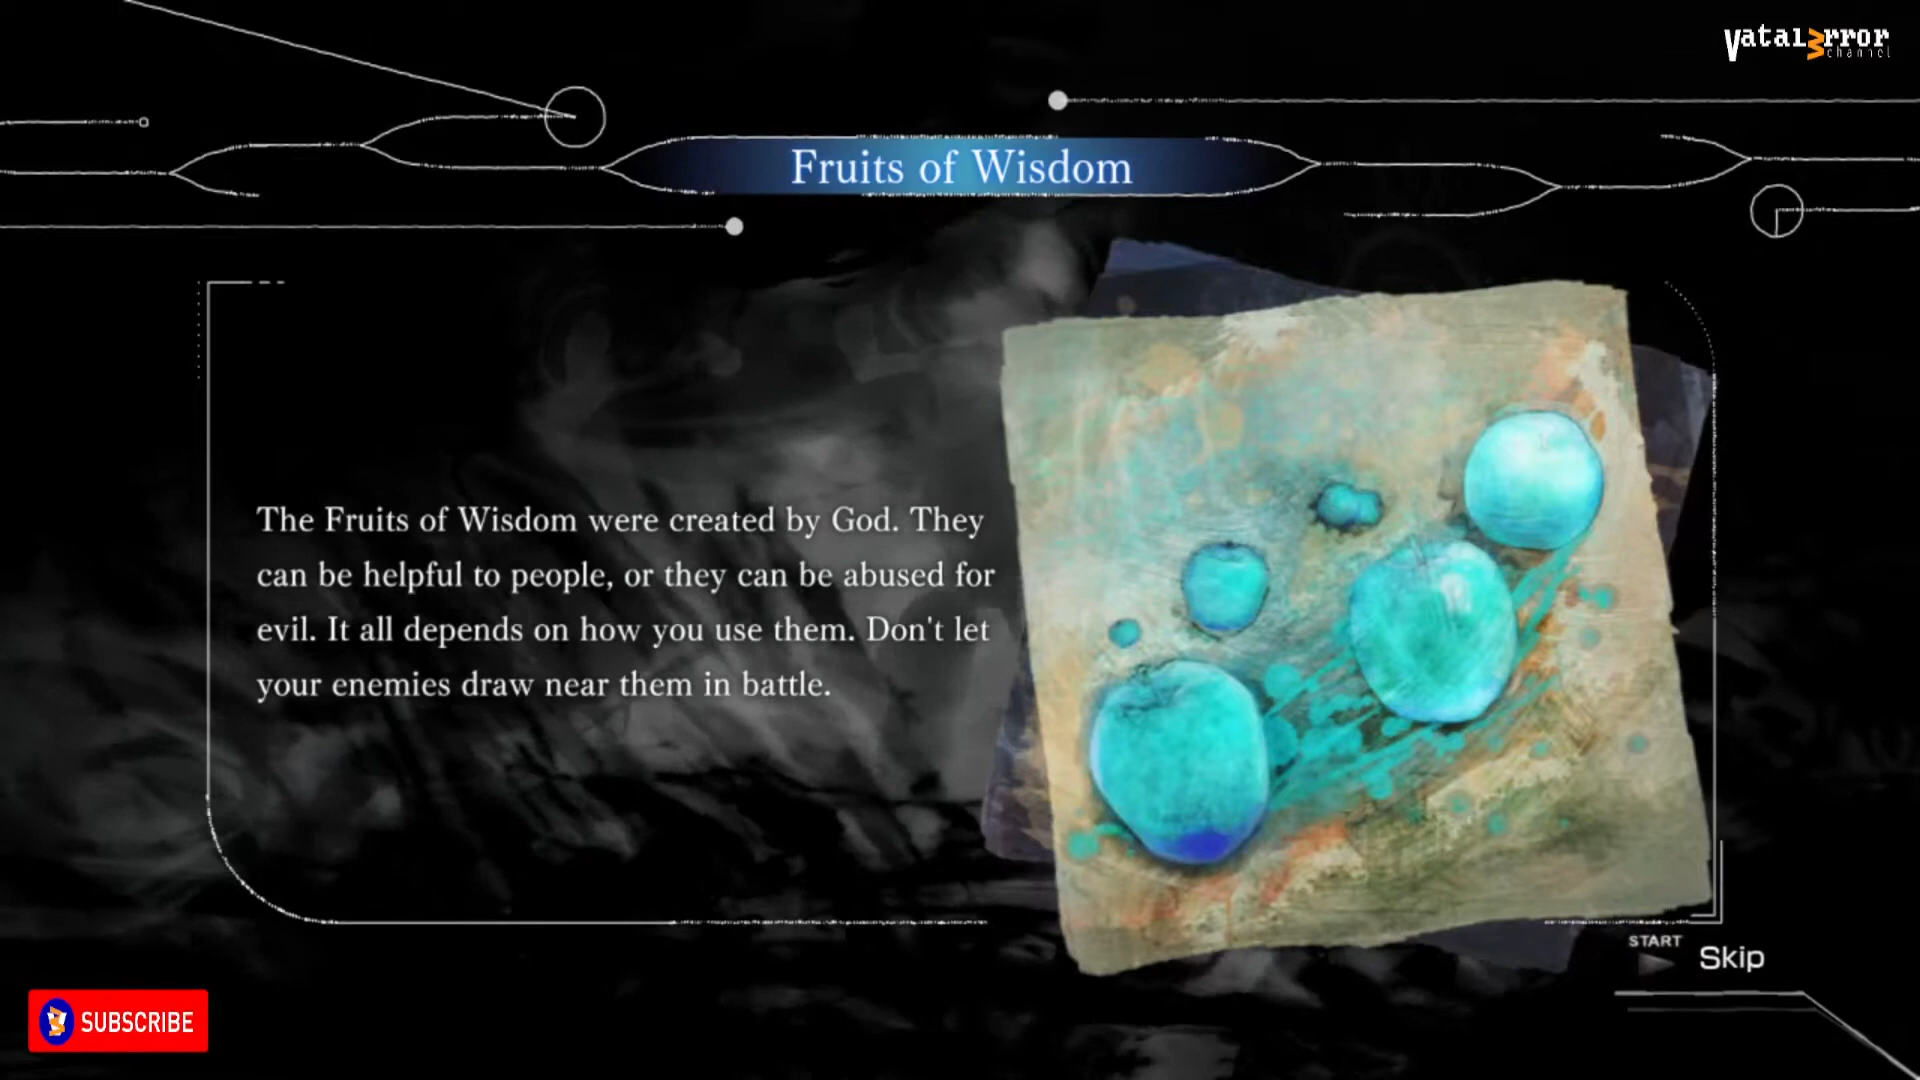 Vatalerror
channel
Fruits of Wisdom
The Fruits of Wisdom were created by God. They
can be helpful to people, or they can be abused for
evil. It all depends on how you use them. Don't let
your enemies draw near them in battle.
START
Skip
SUBSCRIBE